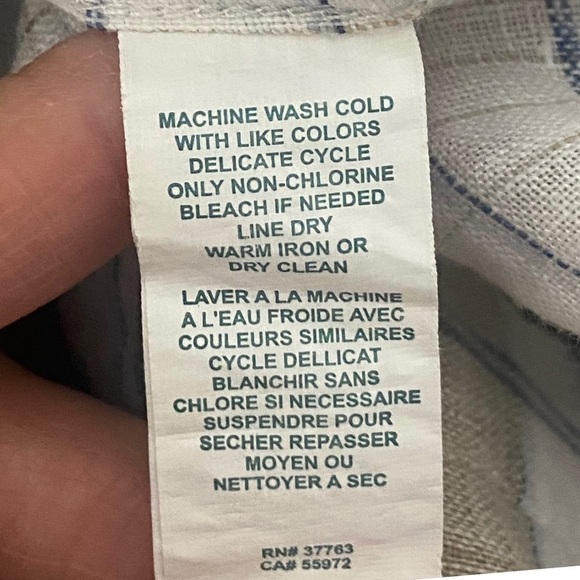 MACHINE WASH COLD
WITH LIKE COLORS
DELICATE CYCLE
ONLY NON-CHLORINE
BLEACH IF NEEDED
LINE DRY
WARM IRON OR
DRY CLEAN
LAVER A LA MACHINE
A L'EAU FROIDE AVEC
COULEURS SIMILAIRES
CYCLE DELLICAT
BLANCHIR SANS
CHLORE SI NECESSAIRE
SUSPENDRE POUR
SECHER REPASSER
MOYEN OU
NETTOYER A SEC
RN# 37763
CA# 55972